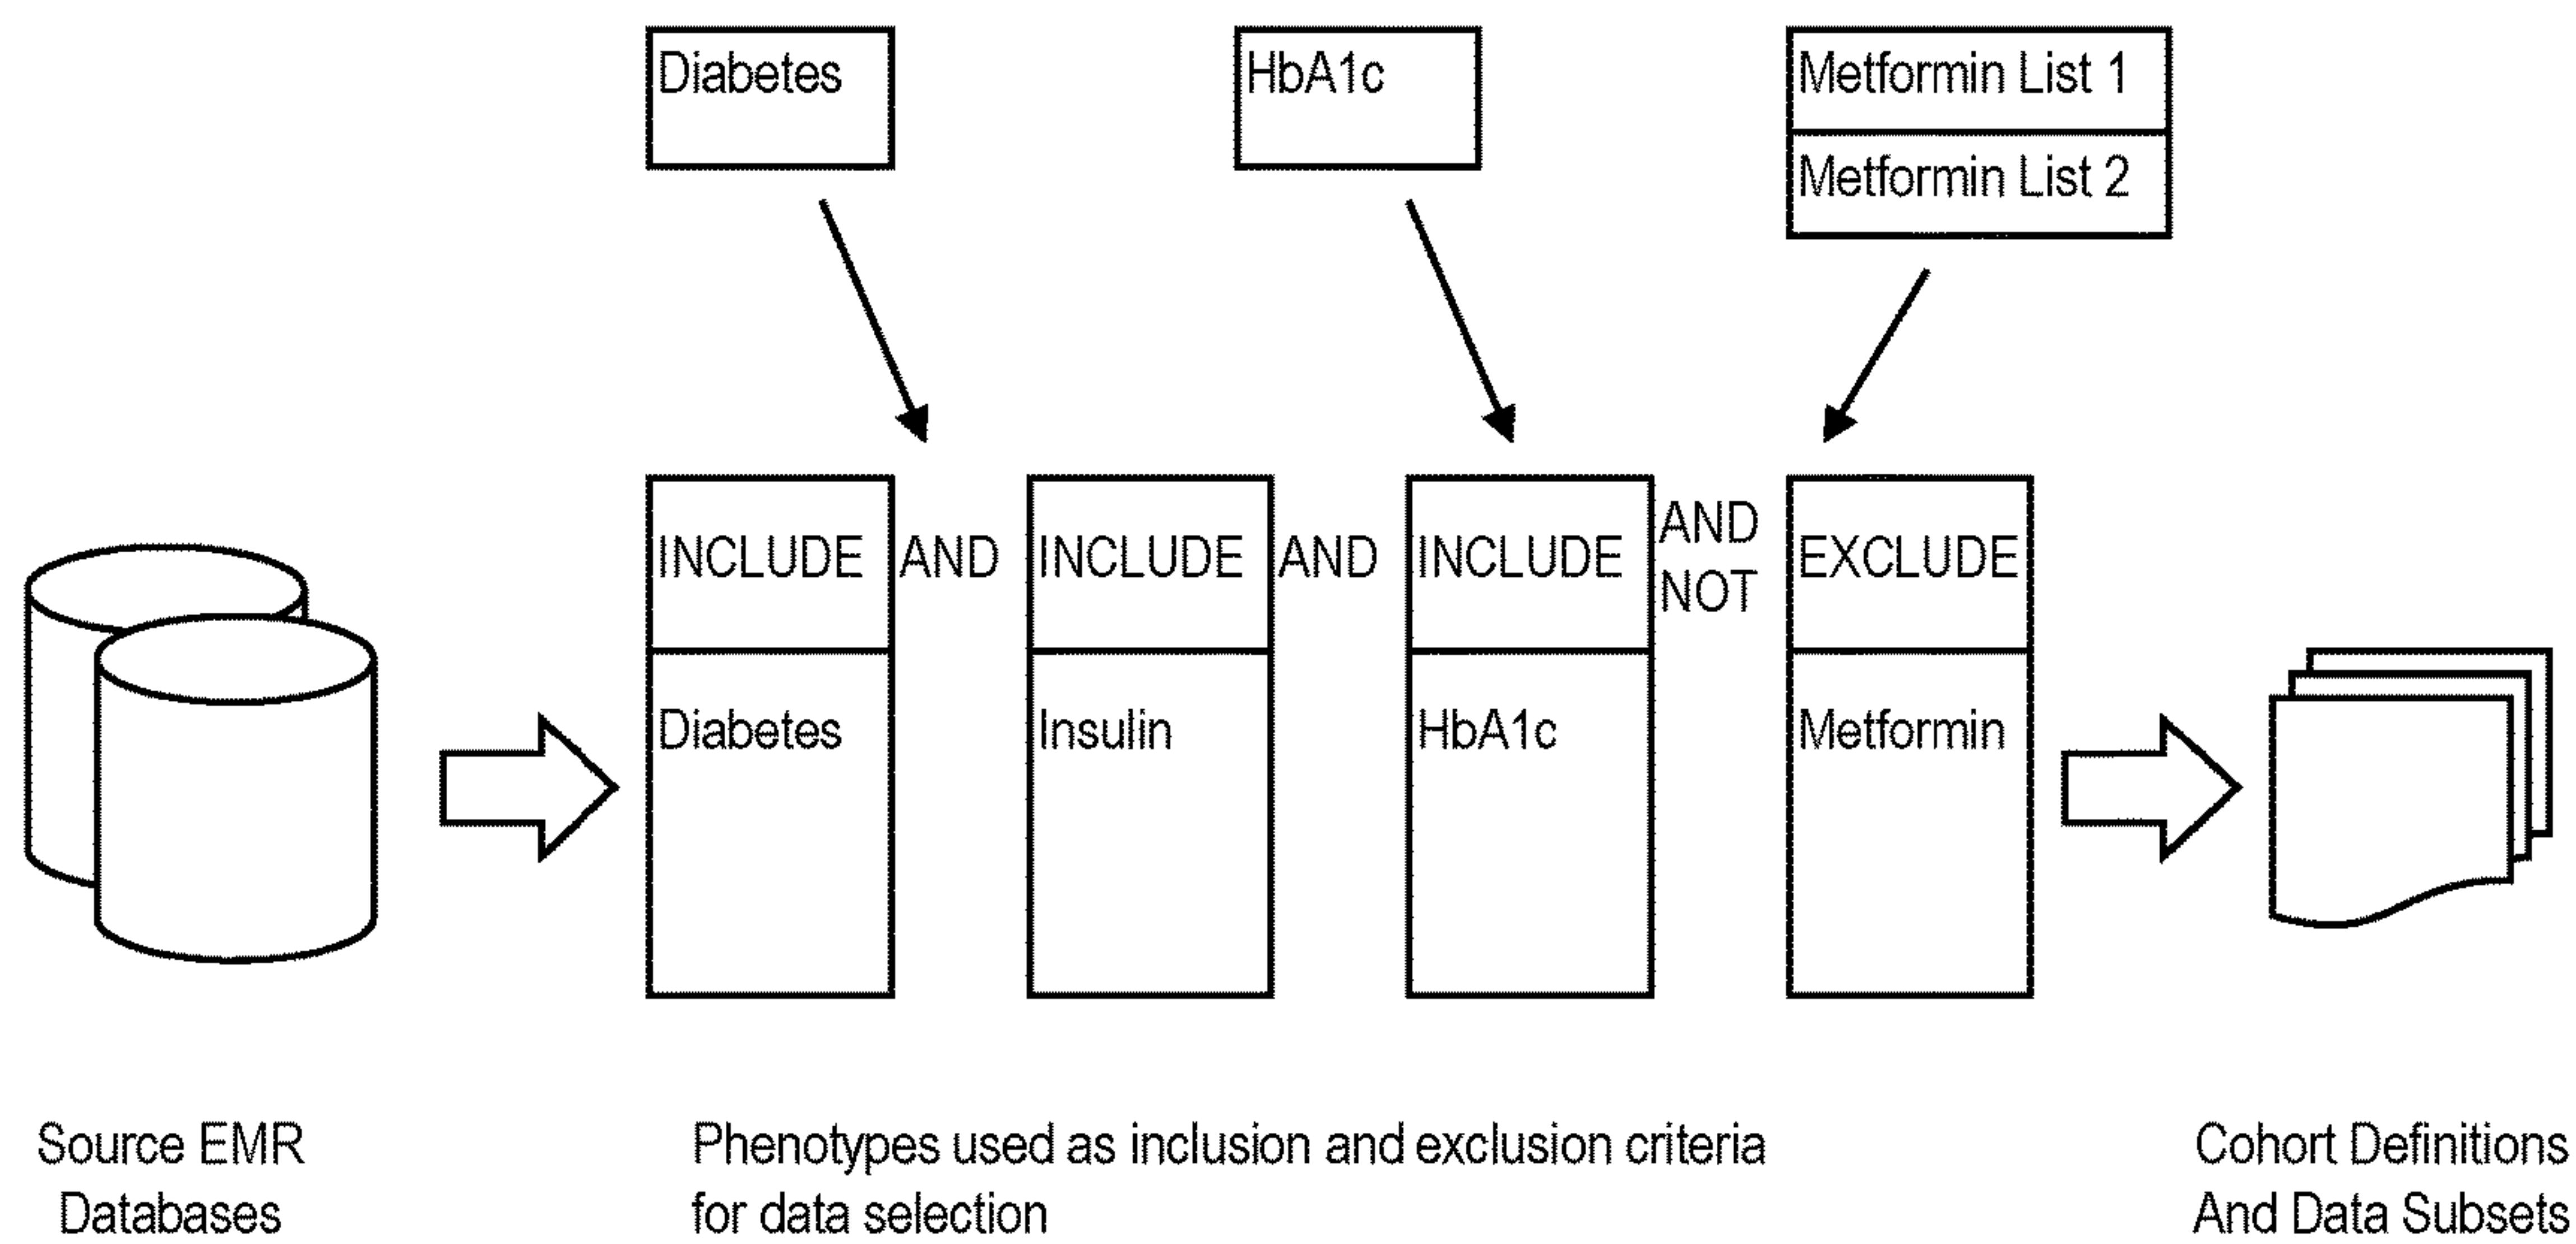 Diabetes
HbA1c
Metformin List 1
Metformin List 2
INCLUDE AND INCLUDE AND INCLUDE AND NOT EXCLUDE
Diabetes
Insulin
HbA1c
Metformin
Source EMR
Databases
Phenotypes used as inclusion and exclusion criteria
for data selection
Cohort Definitions
And Data Subsets